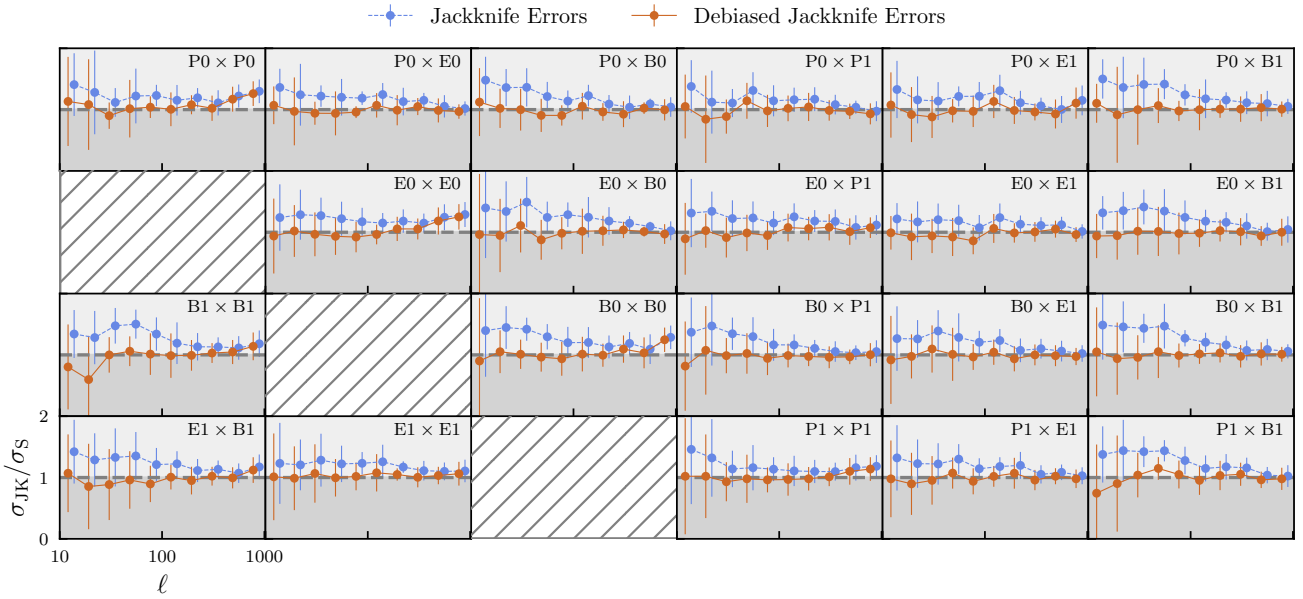 Jackknife Errors Debiased Jackknife Errors
P0 × P0 P0 × E0 P0 × B0 P0 × P1 P0 × E1 P0 × B1
E0 × E0 E0 × B0 E0 × P1 E0 × E1 E0 × B1
B1 × B1 B0 × B0 B0 × P1 B0 × E1 B0 × B1
E1 × B1 E1 × E1 P1 × P1 P1 × E1 P1 × B1
2
1
0
σJK/σS
10 100 1000
ℓ